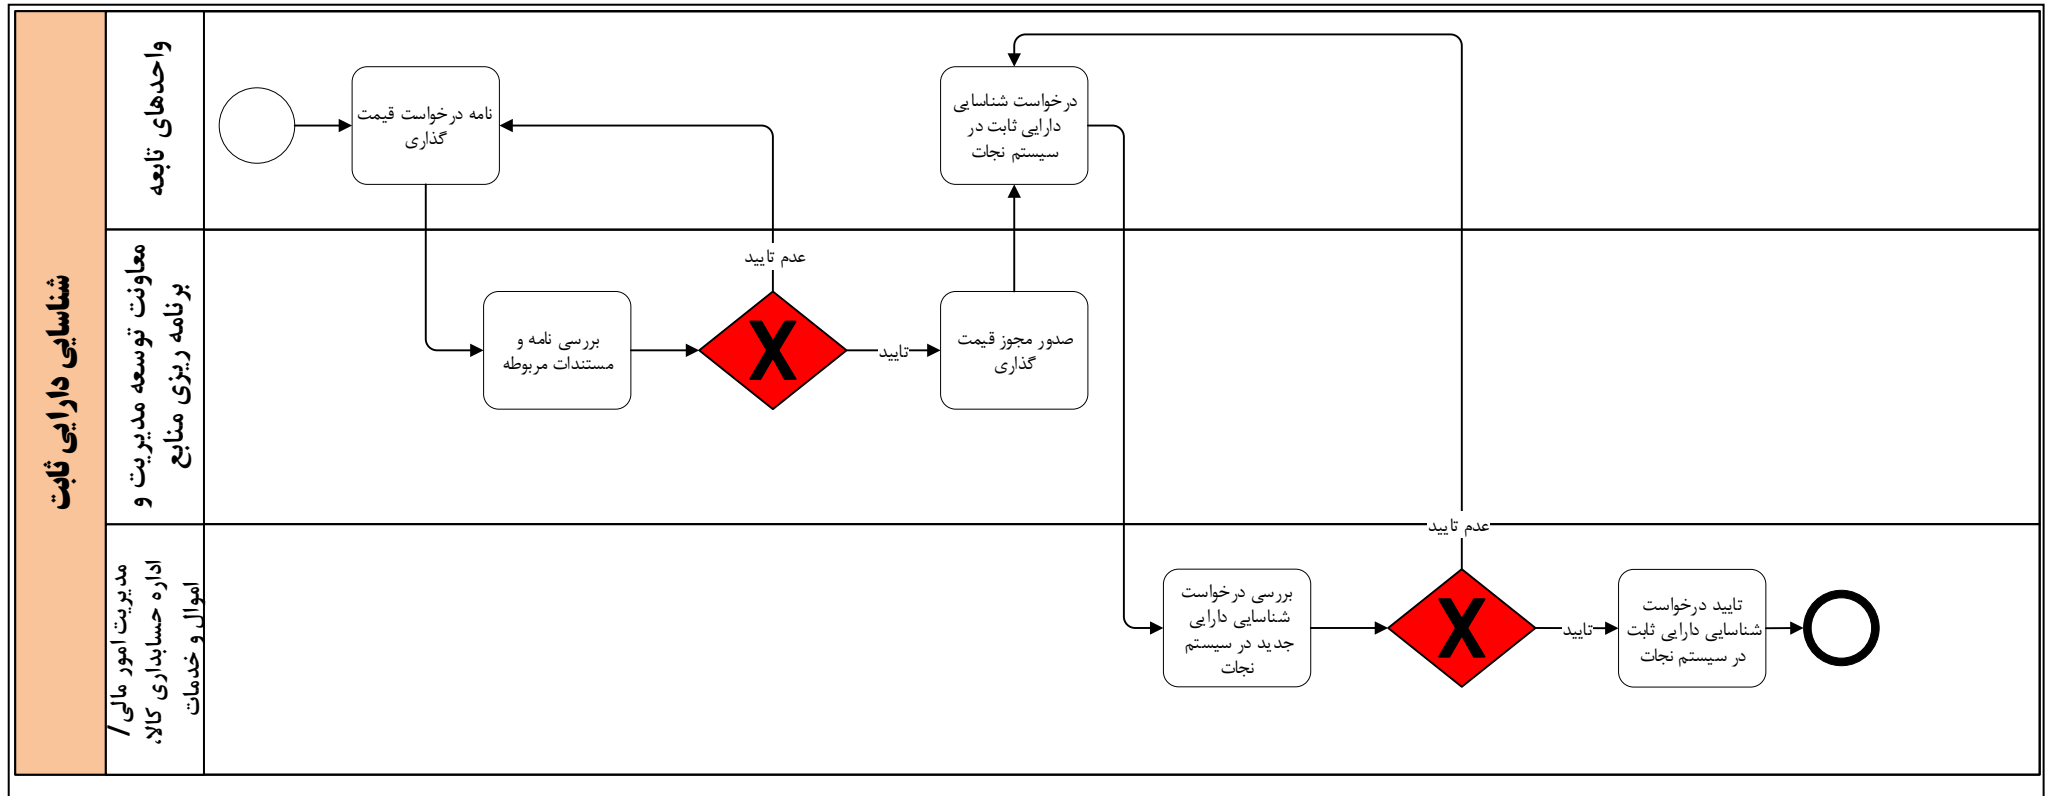 شناسایی دارایی ثابت
واحدهای تابعه
نامه درخواست قیمت
گذاری
درخواست شناسایی
دارایی ثابت در
سیستم نجات
معاونت توسعه مدیریت و
برنامه ریزی منابع
بررسی نامه و
مستندات مربوطه
عدم تایید
تایید
صدور مجوز قیمت
گذاری
مدیریت امور مالی /
اداره حسابداری کالا،
اموال و خدمات
بررسی درخواست
شناسایی دارایی
جدید در سیستم
نجات
عدم تایید
تایید
تایید درخواست
شناسایی دارایی ثابت
در سیستم نجات